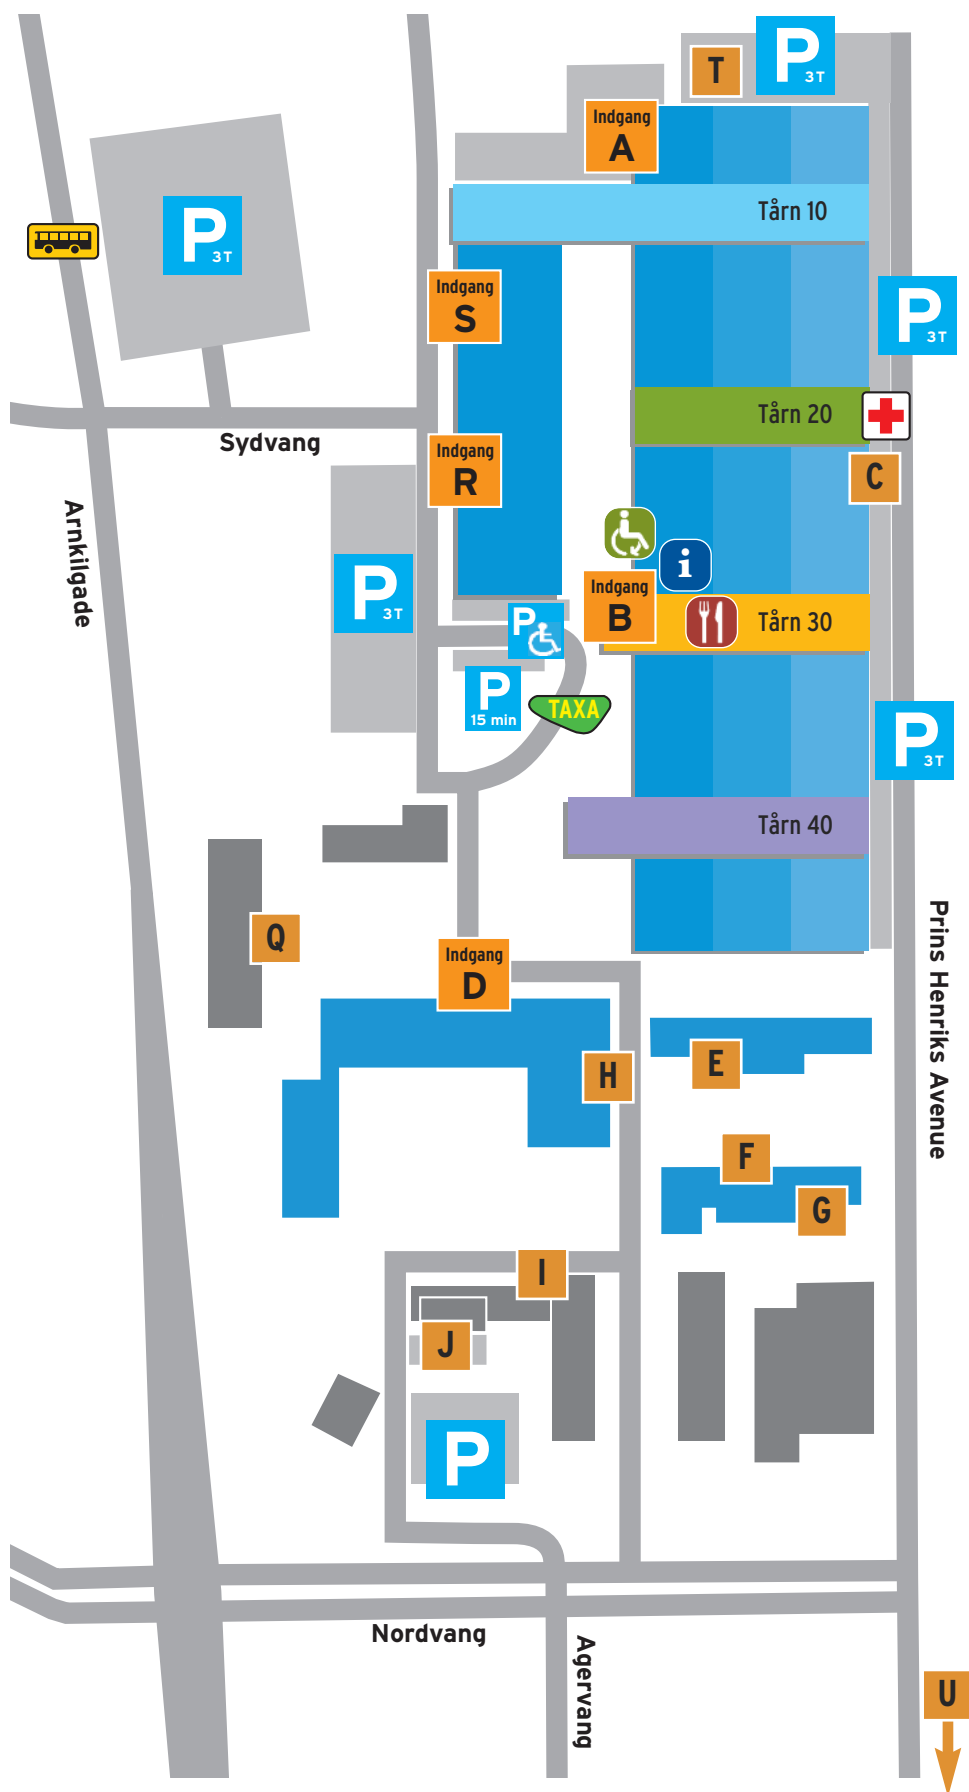 T
P
3T
Indgang
A
Tårn 10
P
3T
Indgang
S
P
3T
Tårn 20
Sydvang
Indgang
R
C
Arnkilgade
P
3T
i
Indgang
B
Tårn 30
P
P
15 min
TAXA
P
3T
Tårn 40
Prins Henriks Avenue
Q
Indgang
D
E
H
F
G
I
J
P
Nordvang
Agervang
U